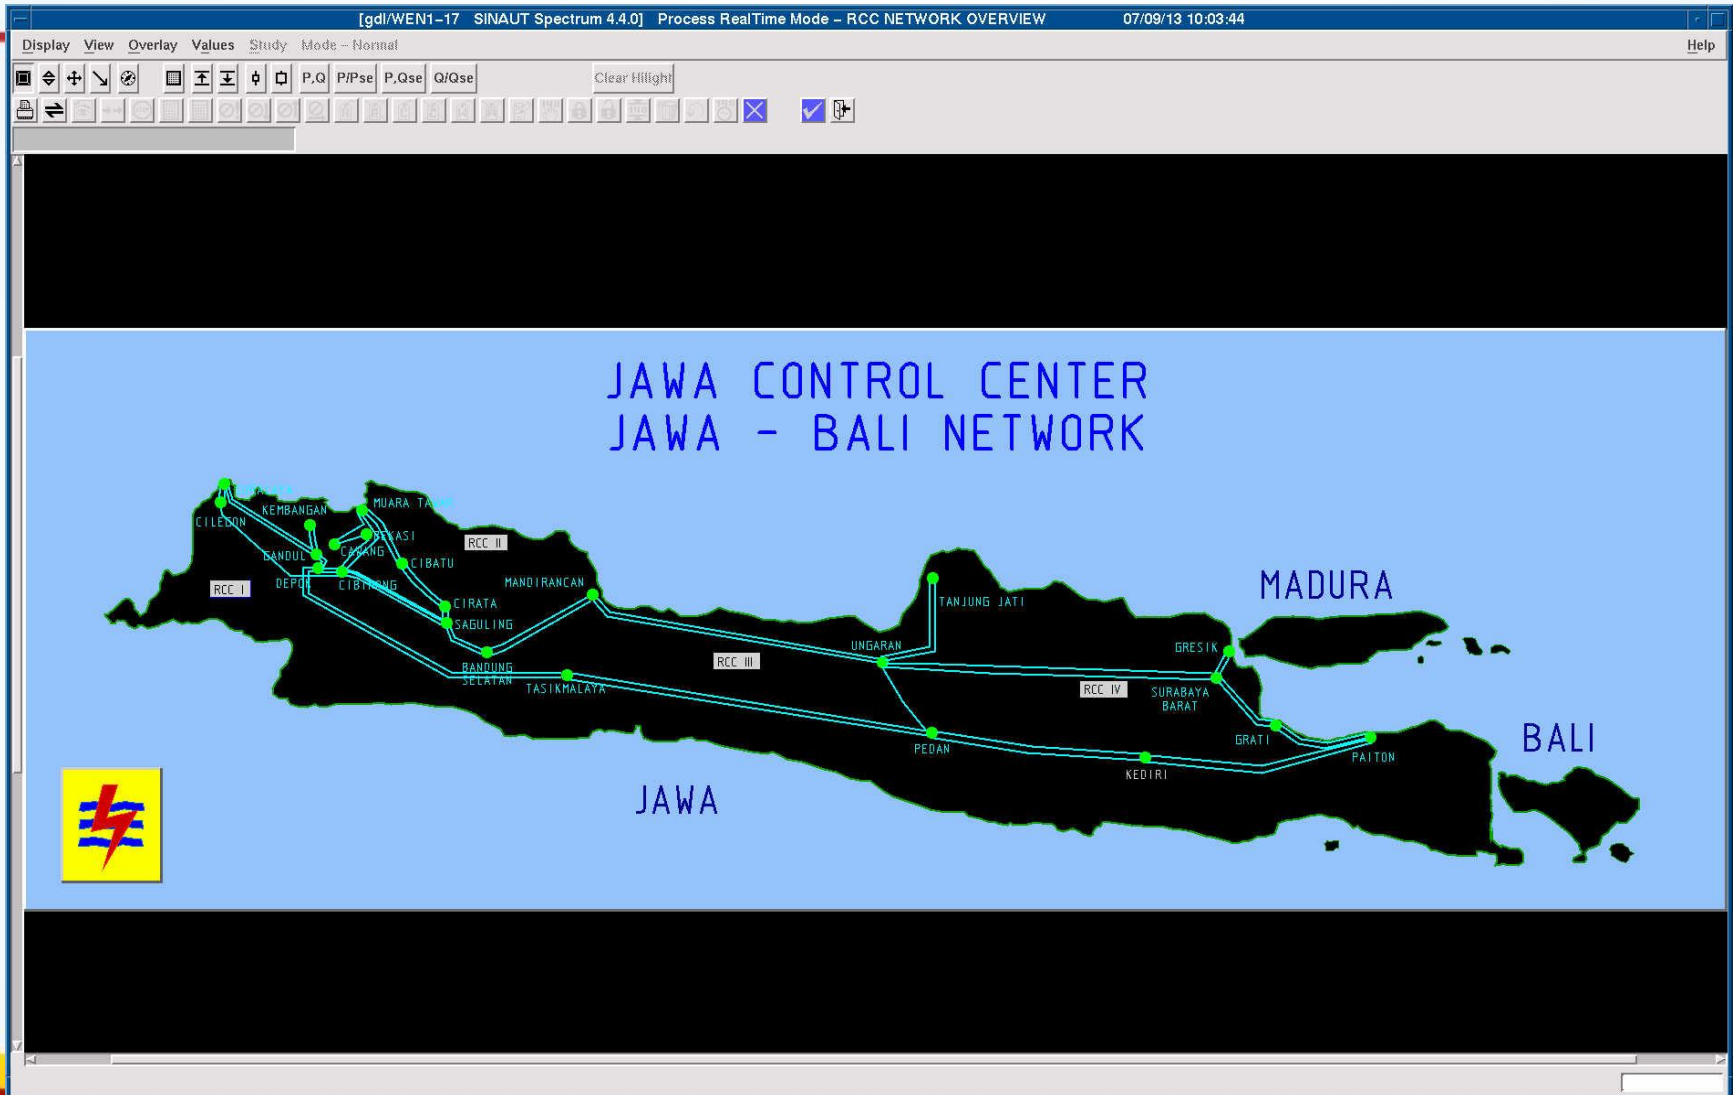 [gdl/WEN1-17 SINAUT Spectrum 4.4.0] Process RealTime Mode - RCC NETWORK OVERVIEW 07/09/13 10:03:44
Display View Overlay Values Study Mode - Normal Help
P,Q P/Pse P,Qse Q/Qse Clear Hilight
JAWA CONTROL CENTER
JAWA - BALI NETWORK
CILEGON
KEMBANGAN
MUARA
BEKASI
CAWANG
GANDUL
DEPOK
CIBINONG
CIBATU
RCC II
RCC I
MANDIRANCAN
CIRATA
SAGULING
BANDUNG
SELATAN
TASIKMALAYA
RCC III
UNGARAN
TANJUNG JATI
PEDAN
RCC IV
KEDIRI
GRESIK
SURABAYA
BARAT
GRATI
PAITON
MADURA
BALI
JAWA